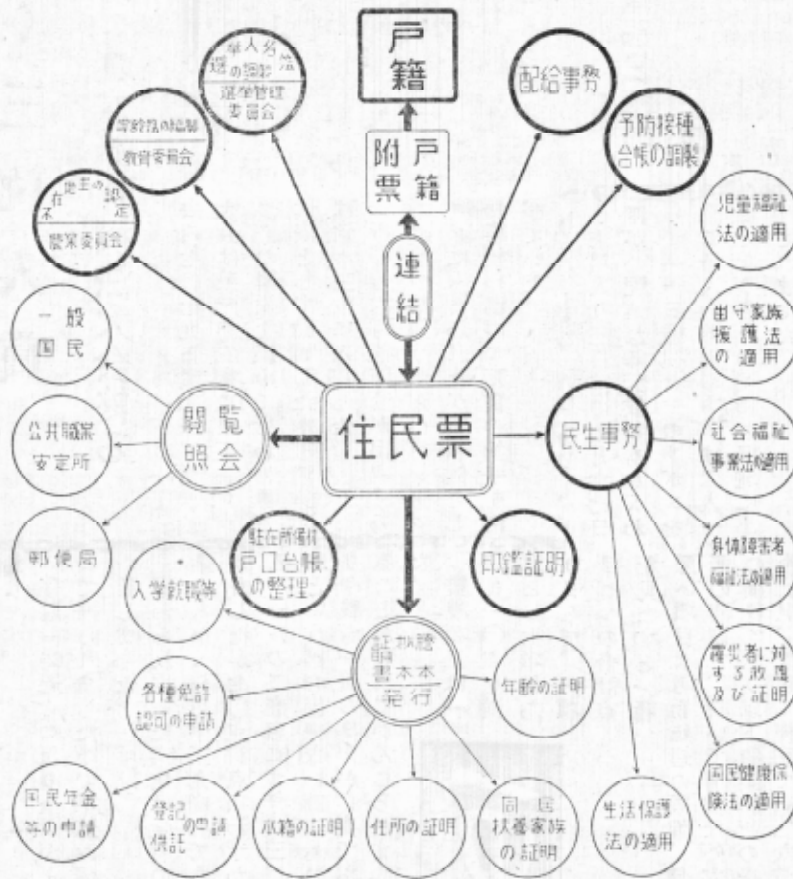 戸籍
戸籍
附票
連結
住民票
選挙人名簿
の調製
選挙管理
委員会
学齢簿の編製
教育委員会
不在地主の認定
農業委員会
配給事務
予防接種
台帳の調製
児童福祉
法の適用
留守家族
援護法
の適用
社会福祉
事業法の適用
身体障害者
福祉法の適用
罹災者に対
する救護
及び証明
国民健康保
険法の適用
生活保護
法の適用
民生事務
閲覧
照会
一般
国民
公共職業
安定所
郵便局
駐在所備付
戸口台帳
の整理
印鑑証明
証明書
抄本
謄本
発行
入学就職等
各種免許
認可の申請
国民年金
等の申請
登記
供託
の申請
本籍の証明
住所の証明
同居
扶養家族
の証明
年齢の証明